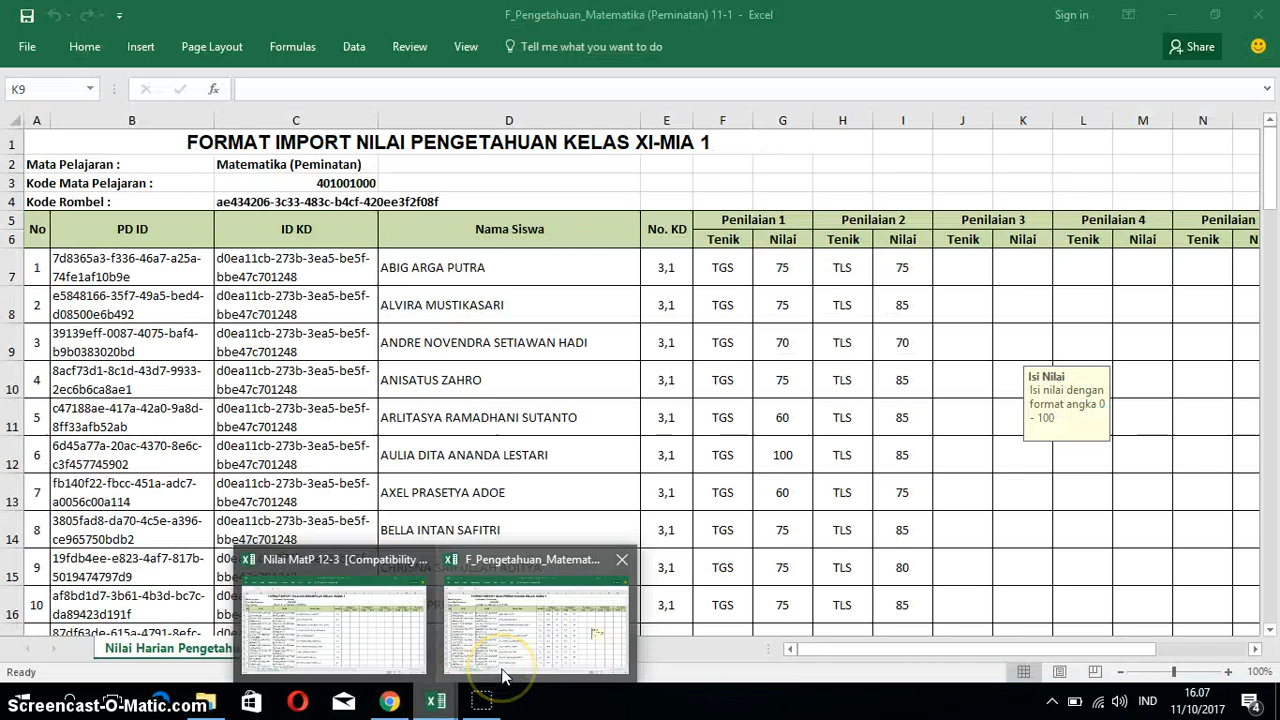 F_Pengetahuan_Matematika (Peminatan) 11-1 - Excel
Sign in
File Home Insert Page Layout Formulas Data Review View Tell me what you want to do Share
K9
fx
A B C D E F G H I J K L M N
1 FORMAT IMPORT NILAI PENGETAHUAN KELAS XI-MIA 1
2 Mata Pelajaran : Matematika (Peminatan)
3 Kode Mata Pelajaran : 401001000
4 Kode Rombel : ae434206-3c33-483c-b4cf-420ee3f2f08f
5 No PD ID ID KD Nama Siswa No. KD Penilaian 1 Penilaian 2 Penilaian 3 Penilaian 4 Penilaian
6 Tenik Nilai Tenik Nilai Tenik Nilai Tenik Nilai Tenik N
7 1 7d8365a3-f336-46a7-a25a-74fe1af10b9e d0ea11cb-273b-3ea5-be5f-bbe47c701248 ABIG ARGA PUTRA 3,1 TGS 75 TLS 75
8 2 e5848166-35f7-49a5-bed4-d08500e6b492 d0ea11cb-273b-3ea5-be5f-bbe47c701248 ALVIRA MUSTIKASARI 3,1 TGS 75 TLS 85
9 3 39139eff-0087-4075-baf4-b9b0383020bd d0ea11cb-273b-3ea5-be5f-bbe47c701248 ANDRE NOVENDRA SETIAWAN HADI 3,1 TGS 70 TLS 70
10 4 8acf73d1-8c1d-43d7-9933-2ec6b6ca8ae1 d0ea11cb-273b-3ea5-be5f-bbe47c701248 ANISATUS ZAHRO 3,1 TGS 75 TLS 85
Isi Nilai
Isi nilai dengan
format angka 0
- 100
11 5 c47188ae-417a-42a0-9a8d-8ff33afb52ab d0ea11cb-273b-3ea5-be5f-bbe47c701248 ARLITASYA RAMADHANI SUTANTO 3,1 TGS 60 TLS 85
12 6 6d45a77a-20ac-4370-8e6c-c3f457745902 d0ea11cb-273b-3ea5-be5f-bbe47c701248 AULIA DITA ANANDA LESTARI 3,1 TGS 100 TLS 85
13 7 fb140f22-fbcc-451a-adc7-a0056c00a114 d0ea11cb-273b-3ea5-be5f-bbe47c701248 AXEL PRASETYA ADOE 3,1 TGS 60 TLS 75
14 8 3805fad8-da70-4c5e-a396-ce965750bdb2 d0ea11cb-273b-3ea5-be5f-bbe47c701248 BELLA INTAN SAFITRI 3,1 TGS 75 TLS 85
15 9 19fdb4ee-e823-4af7-817b-5019474797d9 3,1 TGS 75 TLS 80
16 10 af8bd1d7-3b61-4b3d-bc7c-da89423d191f 3,1 TGS 75 TLS 85
87df63de-615a-4791-8efc-
Nilai MatP 12-3 [Compatibility ...
F_Pengetahuan_Matemat...
Nilai Harian Pengetah
Ready
100%
Screencast-O-Matic.com
IND
16.07
11/10/2017
4